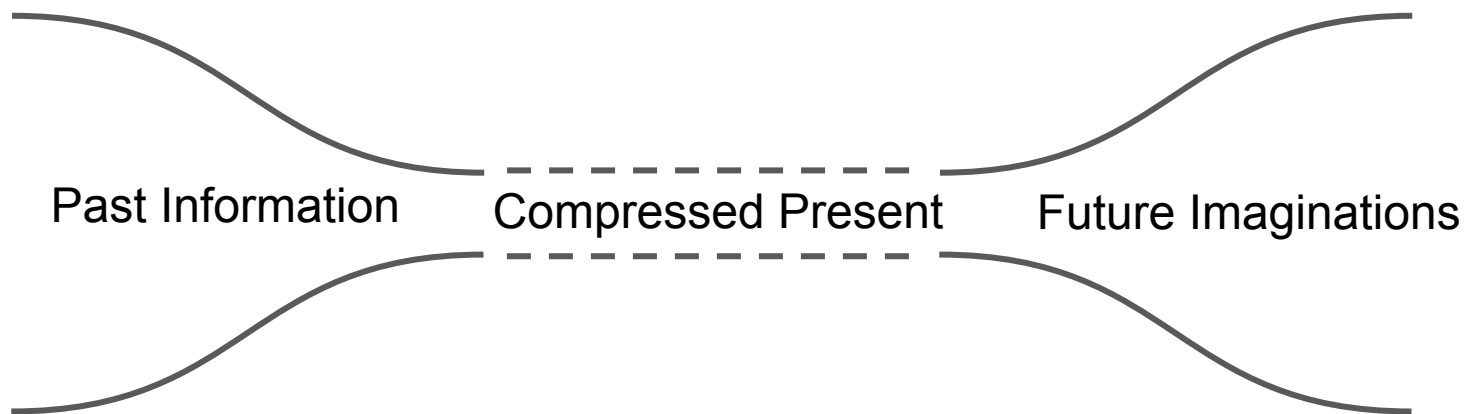 Past Information
Compressed Present
Future Imaginations